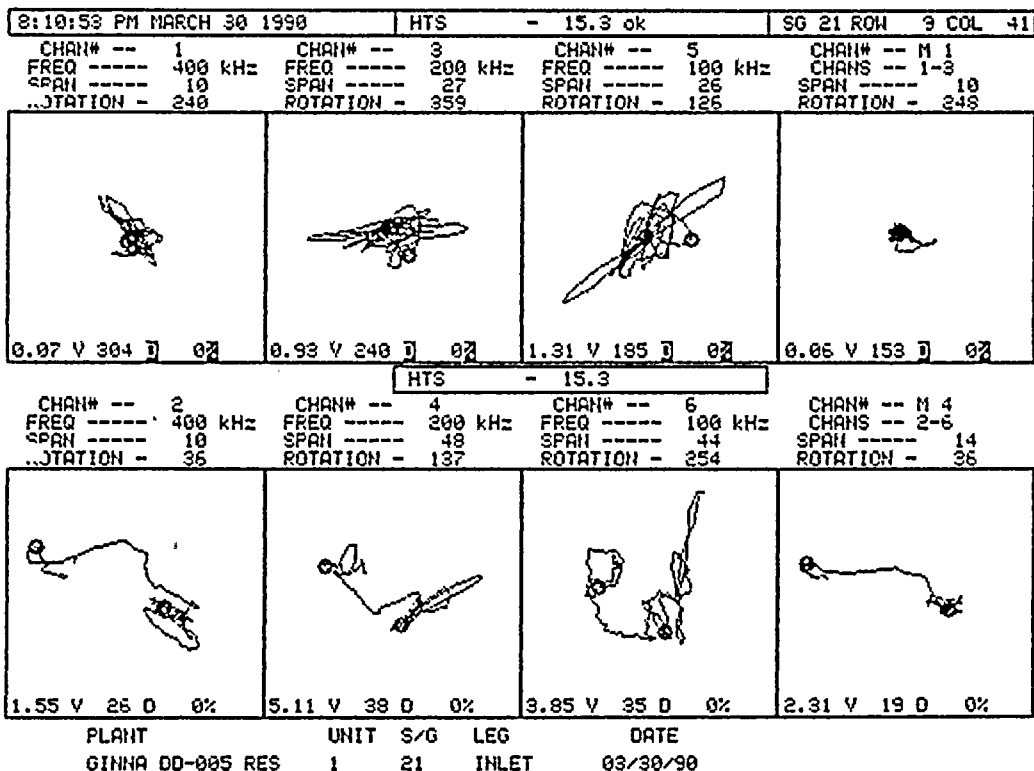 8:10:53 PM MARCH 30 1990 HTS - 15.3 ok SG 21 ROW 9 COL 41
CHAN# -- 1 CHAN# -- 3 CHAN# -- 5 CHAN# -- M 1
FREQ ----- 400 kHz FREQ ----- 200 kHz FREQ ----- 100 kHz CHANS -- 1-3
SPAN ----- 10 SPAN ----- 27 SPAN ----- 26 SPAN ----- 10
..OTATION - 240 ROTATION - 359 ROTATION - 126 ROTATION - 248
0.07 V 304 D 0% 0.93 V 240 D 0% 1.31 V 185 D 0% 0.06 V 153 D 0%
HTS - 15.3
CHAN# -- 2 CHAN# -- 4 CHAN# -- 6 CHAN# -- M 4
FREQ ----- 400 kHz FREQ ----- 200 kHz FREQ ----- 100 kHz CHANS -- 2-6
SPAN ----- 10 SPAN ----- 48 SPAN ----- 44 SPAN ----- 14
..OTATION - 36 ROTATION - 137 ROTATION - 254 ROTATION - 36
1.55 V 26 D 0% 5.11 V 38 D 0% 3.85 V 35 D 0% 2.31 V 19 D 0%
PLANT UNIT S/G LEG DATE
GINNA DD-005 RES 1 21 INLET 03/30/90